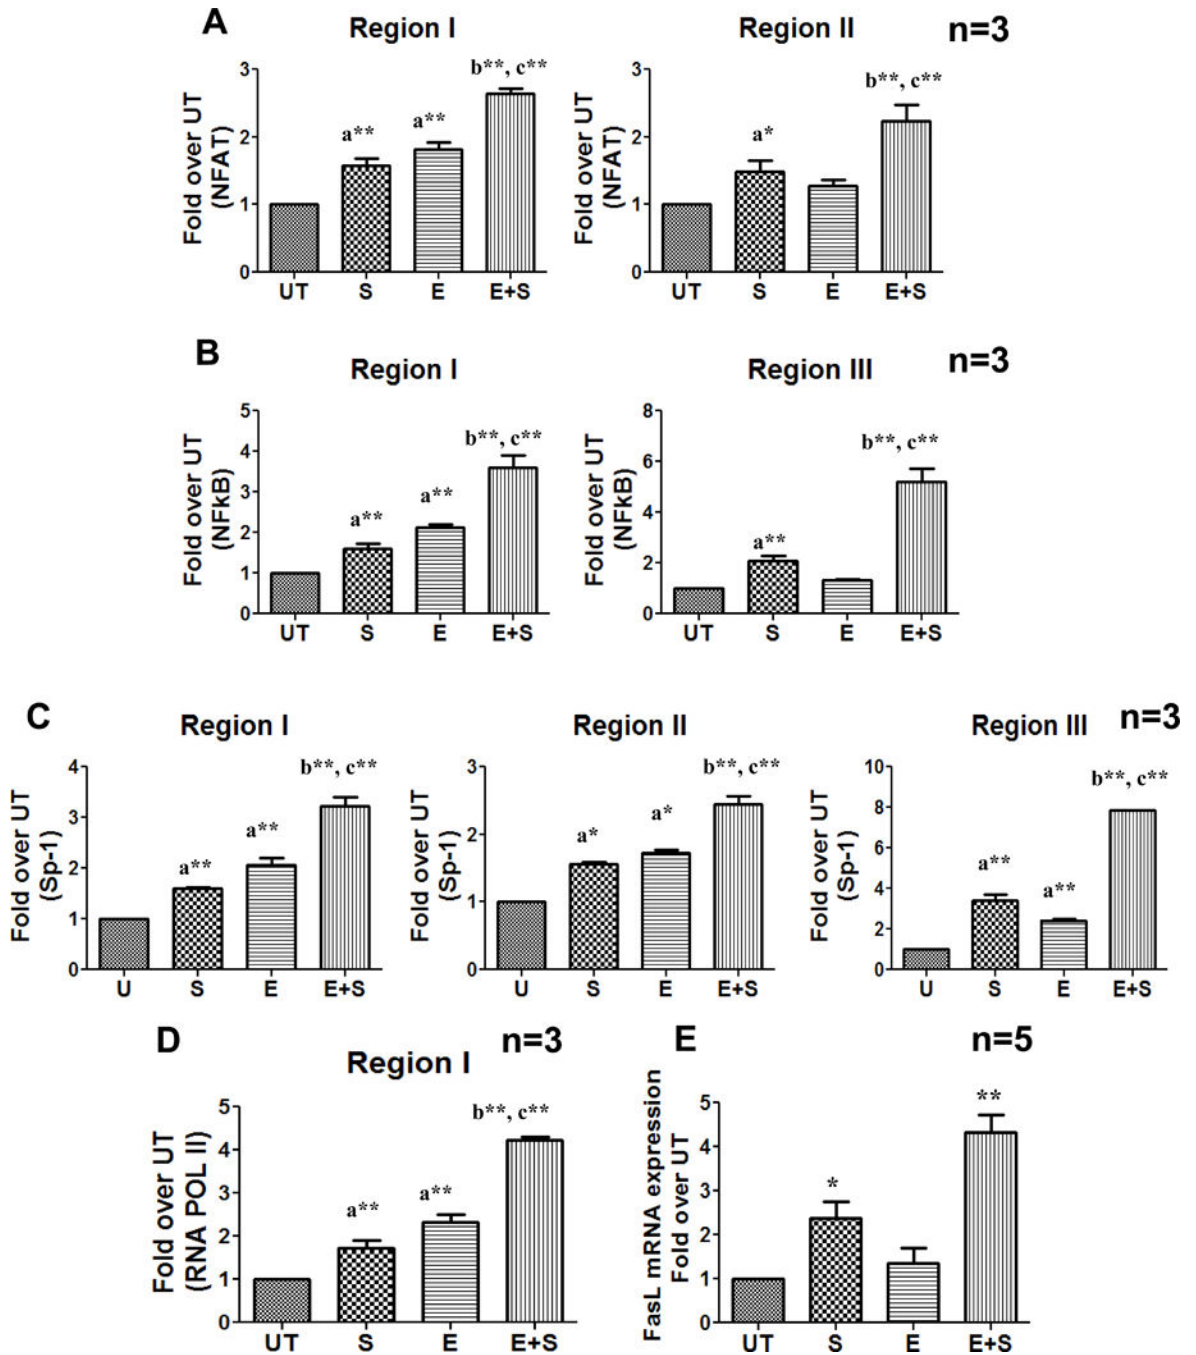 A
Region I
Region II
n=3
Fold over UT
(NFAT)
3
2
1
0
a**
a**
b**, c**
UT S E E+S
Fold over UT
(NFAT)
3
2
1
0
a*
b**, c**
UT S E E+S
B
Region I
Region III
n=3
Fold over UT
(NFkB)
5
4
3
2
1
0
a**
a**
b**, c**
UT S E E+S
Fold over UT
(NFkB)
8
6
4
2
0
a**
b**, c**
UT S E E+S
C
Region I
Region II
Region III
n=3
Fold over UT
(Sp-1)
4
3
2
1
0
a**
a**
b**, c**
U S E E+S
Fold over UT
(Sp-1)
3
2
1
0
a*
a*
b**, c**
U S E E+S
Fold over UT
(Sp-1)
10
8
6
4
2
0
a**
a**
b**, c**
U S E E+S
D
Region I
n=3
Fold over UT
(RNA POL II)
5
4
3
2
1
0
a**
a**
b**, c**
UT S E E+S
E
n=5
FasL mRNA expression
Fold over UT
5
4
3
2
1
0
*
**
UT S E E+S